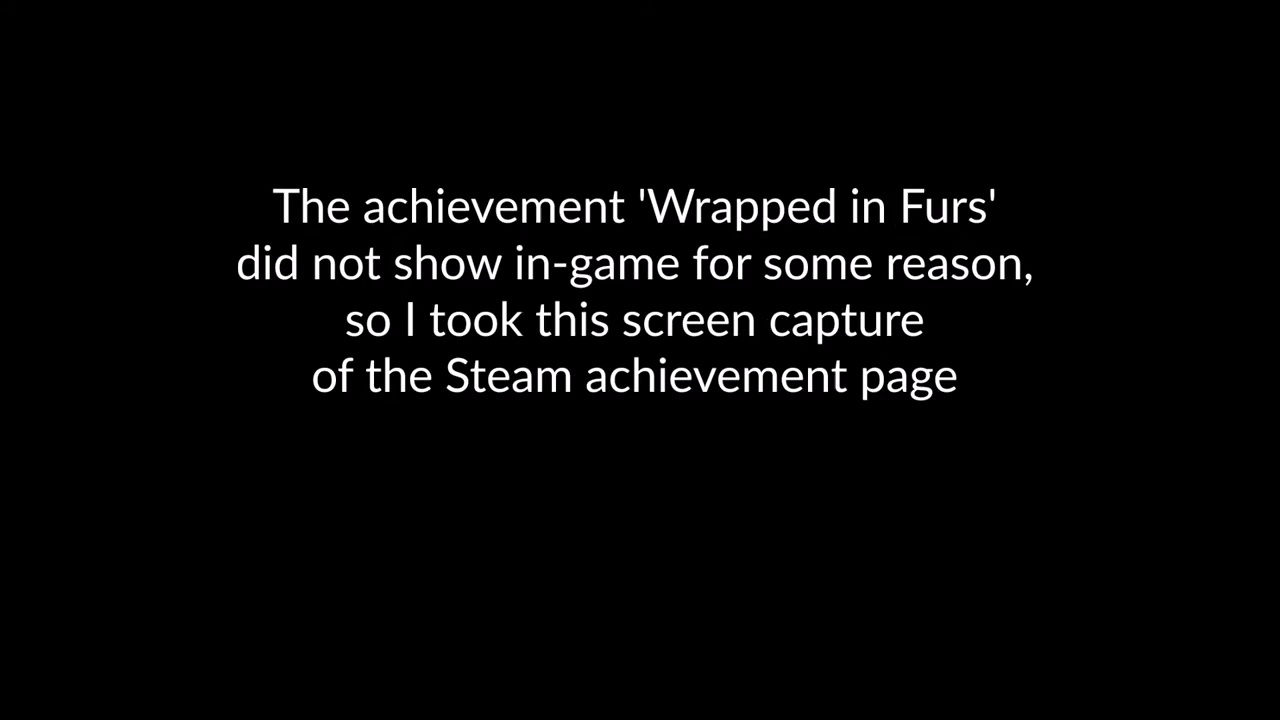 The achievement 'Wrapped in Furs'
did not show in-game for some reason,
so I took this screen capture
of the Steam achievement page